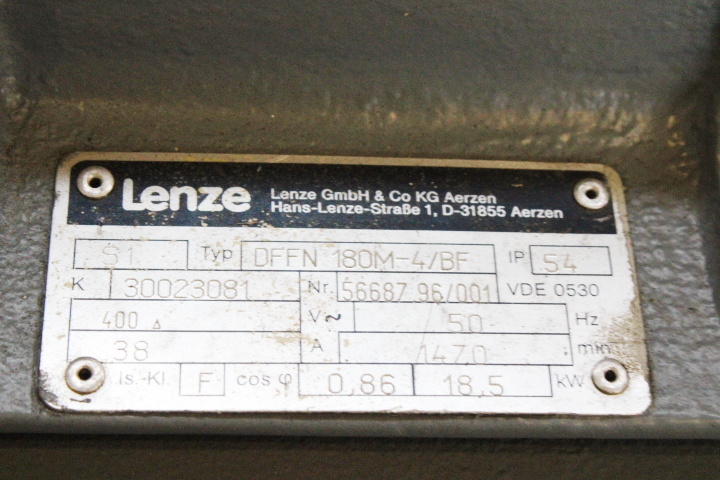 Lenze
Lenze GmbH & Co KG Aerzen
Hans-Lenze-Straße 1, D-31855 Aerzen
S1 Typ DFFN 180M-4/BF IP 54
K 30023081 Nr. 56687 96/001 VDE 0530
400 △ V~ 50 Hz
38 A 1470 min
Is.-Kl. F cos φ 0,86 18,5 kW